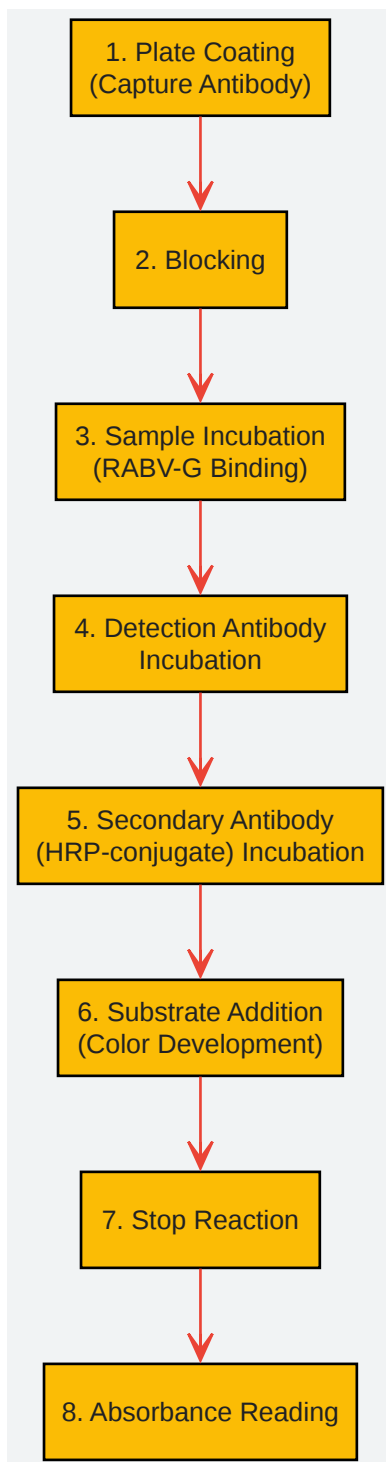 1. Plate Coating
(Capture Antibody)
2. Blocking
3. Sample Incubation
(RABV-G Binding)
4. Detection Antibody
Incubation
5. Secondary Antibody
(HRP-conjugate) Incubation
6. Substrate Addition
(Color Development)
7. Stop Reaction
8. Absorbance Reading